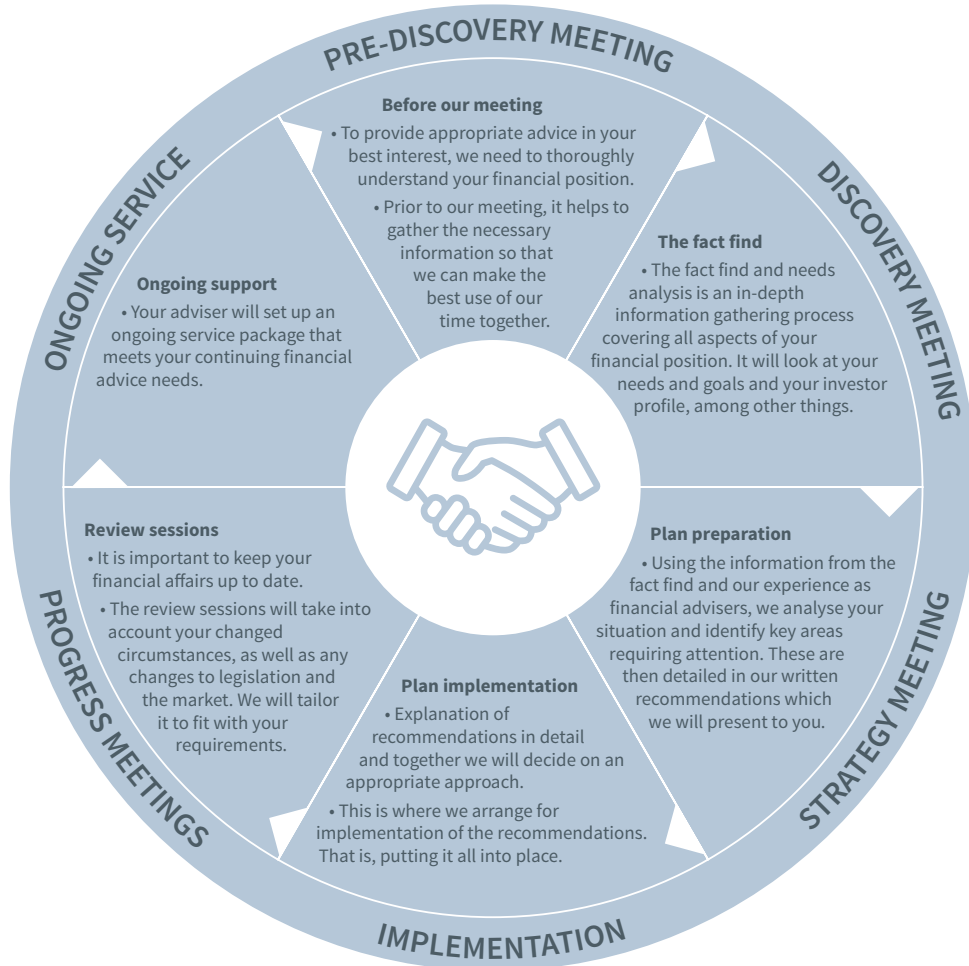 PRE-DISCOVERY MEETING
Before our meeting
• To provide appropriate advice in your
best interest, we need to thoroughly
understand your financial position.
• Prior to our meeting, it helps to
gather the necessary
information so that
we can make the
best use of our
time together.
DISCOVERY MEETING
The fact find
• The fact find and needs
analysis is an in-depth
information gathering process
covering all aspects of your
financial position. It will look at your
needs and goals and your investor
profile, among other things.
STRATEGY MEETING
Plan preparation
• Using the information from the
fact find and our experience as
financial advisers, we analyse your
situation and identify key areas
requiring attention. These are
then detailed in our written
recommendations which
we will present to you.
IMPLEMENTATION
Plan implementation
• Explanation of
recommendations in detail
and together we will decide on an
appropriate approach.
• This is where we arrange for
implementation of the recommendations.
That is, putting it all into place.
PROGRESS MEETINGS
Review sessions
• It is important to keep your
financial affairs up to date.
• The review sessions will take into
account your changed
circumstances, as well as any
changes to legislation and
the market. We will tailor
it to fit with your
requirements.
ONGOING SERVICE
Ongoing support
• Your adviser will set up an
ongoing service package that
meets your continuing financial
advice needs.